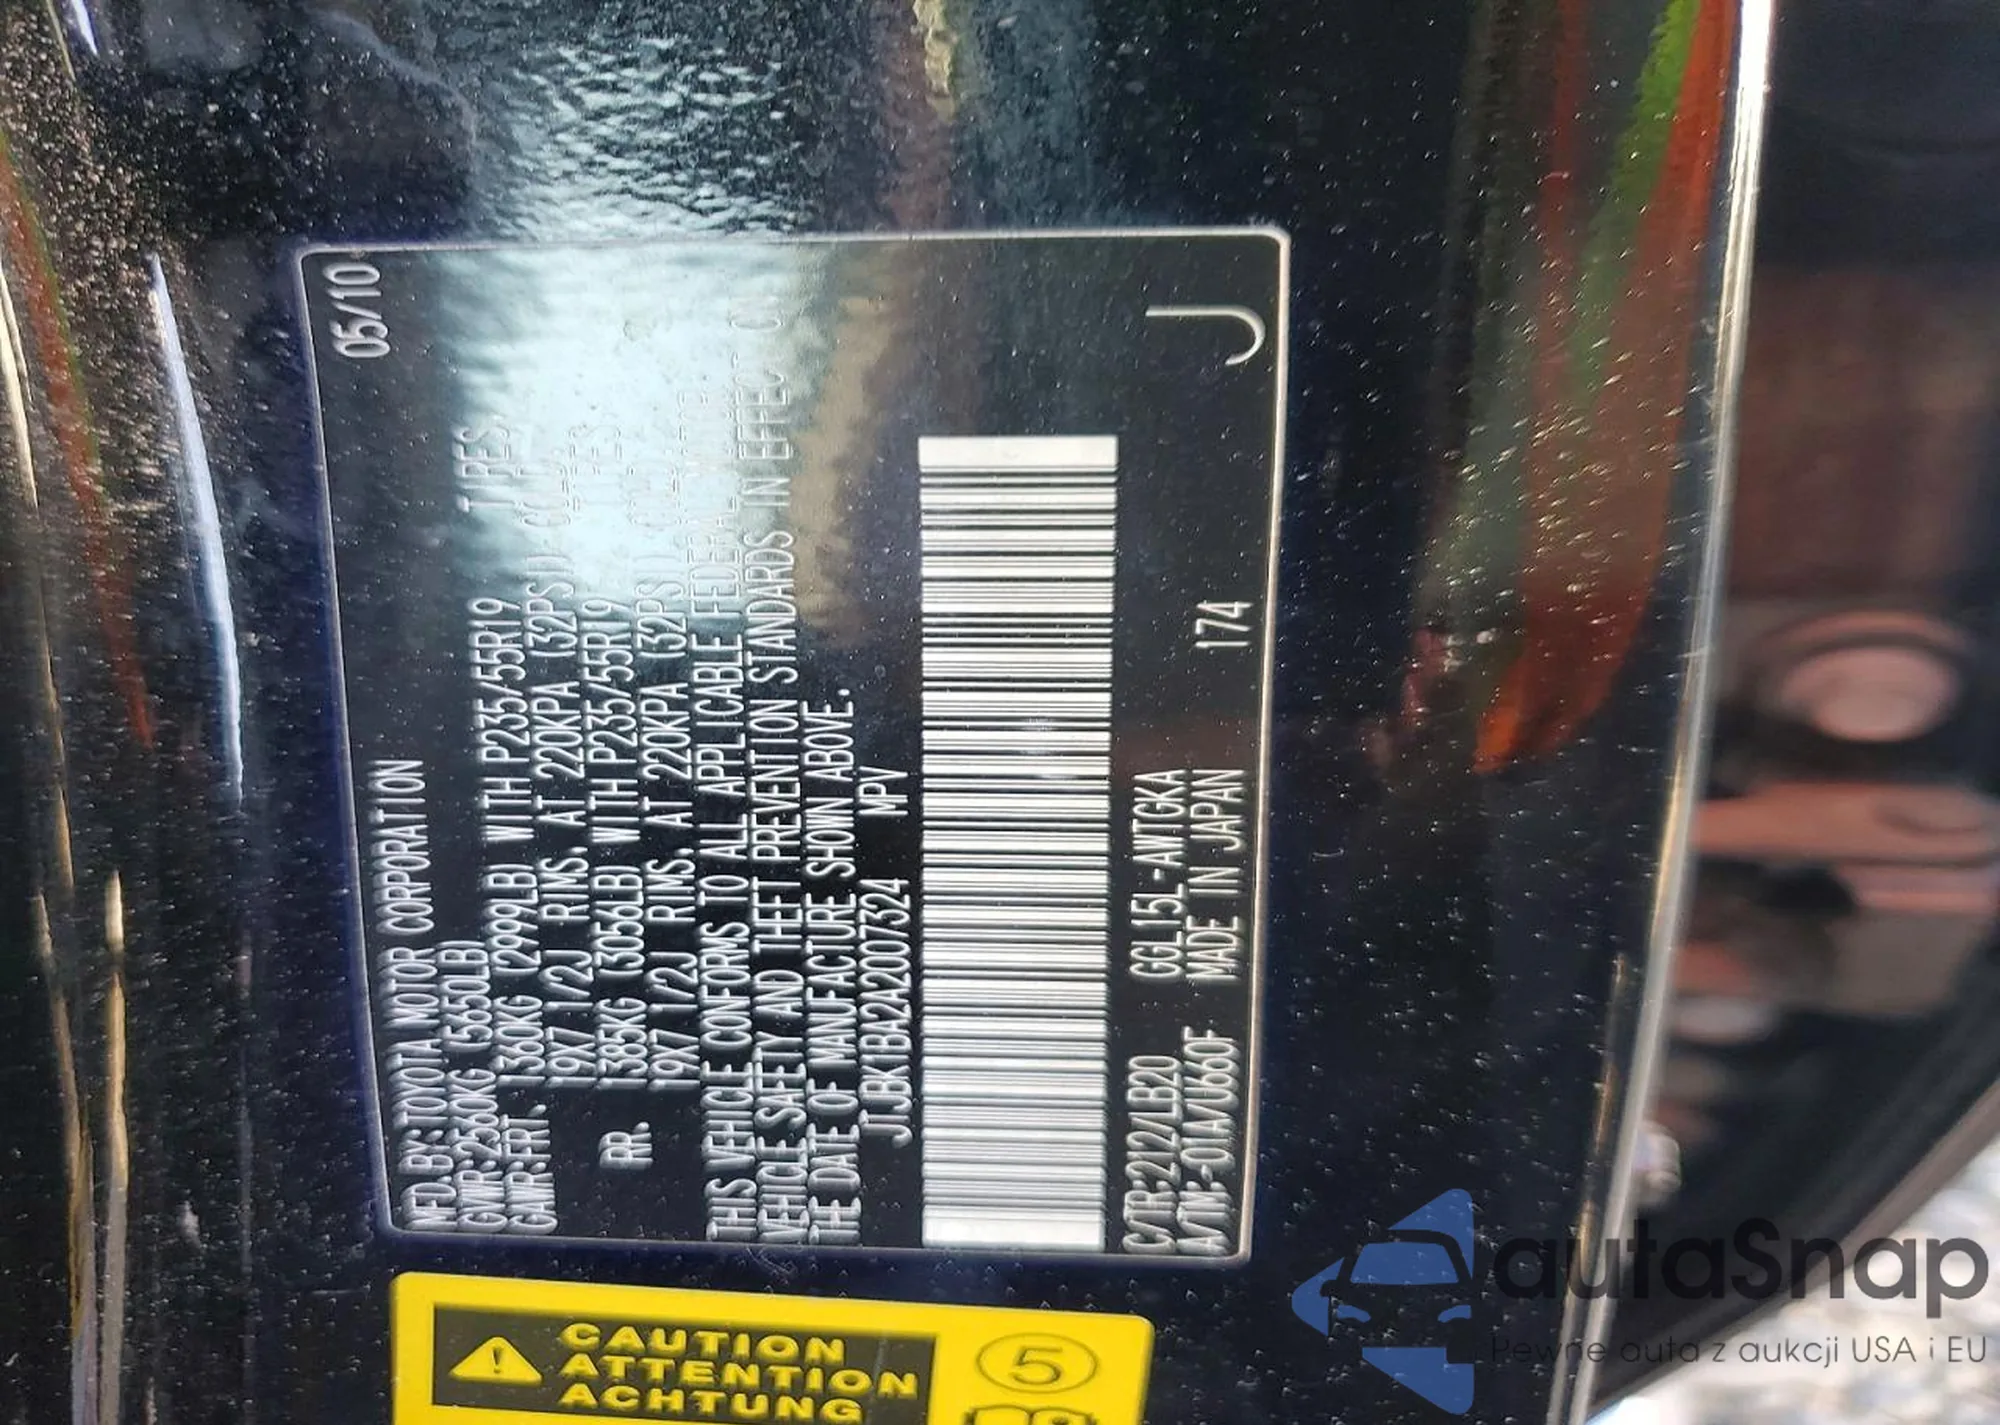 MFD.BY:TOYOTA MOTOR CORPORATION 05/10
GVWR:2560KG (5650LB)
GAWR:FRT. 1360KG (2999LB) WITH P235/55R19 TIRES,
19X7 1/2J RIMS. AT 220KPA (32PSI)
RR. 1385KG (3056LB) WITH P235/55R19
19X7 1/2J RIMS. AT 220KPA (32PSI)
THIS VEHICLE CONFORMS TO ALL APPLICABLE FEDERAL
VEHICLE SAFETY AND THEFT PREVENTION STANDARDS IN EFFECT
THE DATE OF MANUFACTURE SHOWN ABOVE.
JTJBK1BA2A2007324 MPV
C/TR:212/LB20 GGL15L-AWTGKA
A/TM:-01A/U660F MADE IN JAPAN 174 J
CAUTION
ATTENTION
ACHTUNG
5
autaSnap
Pewne auta z aukcji USA i EU